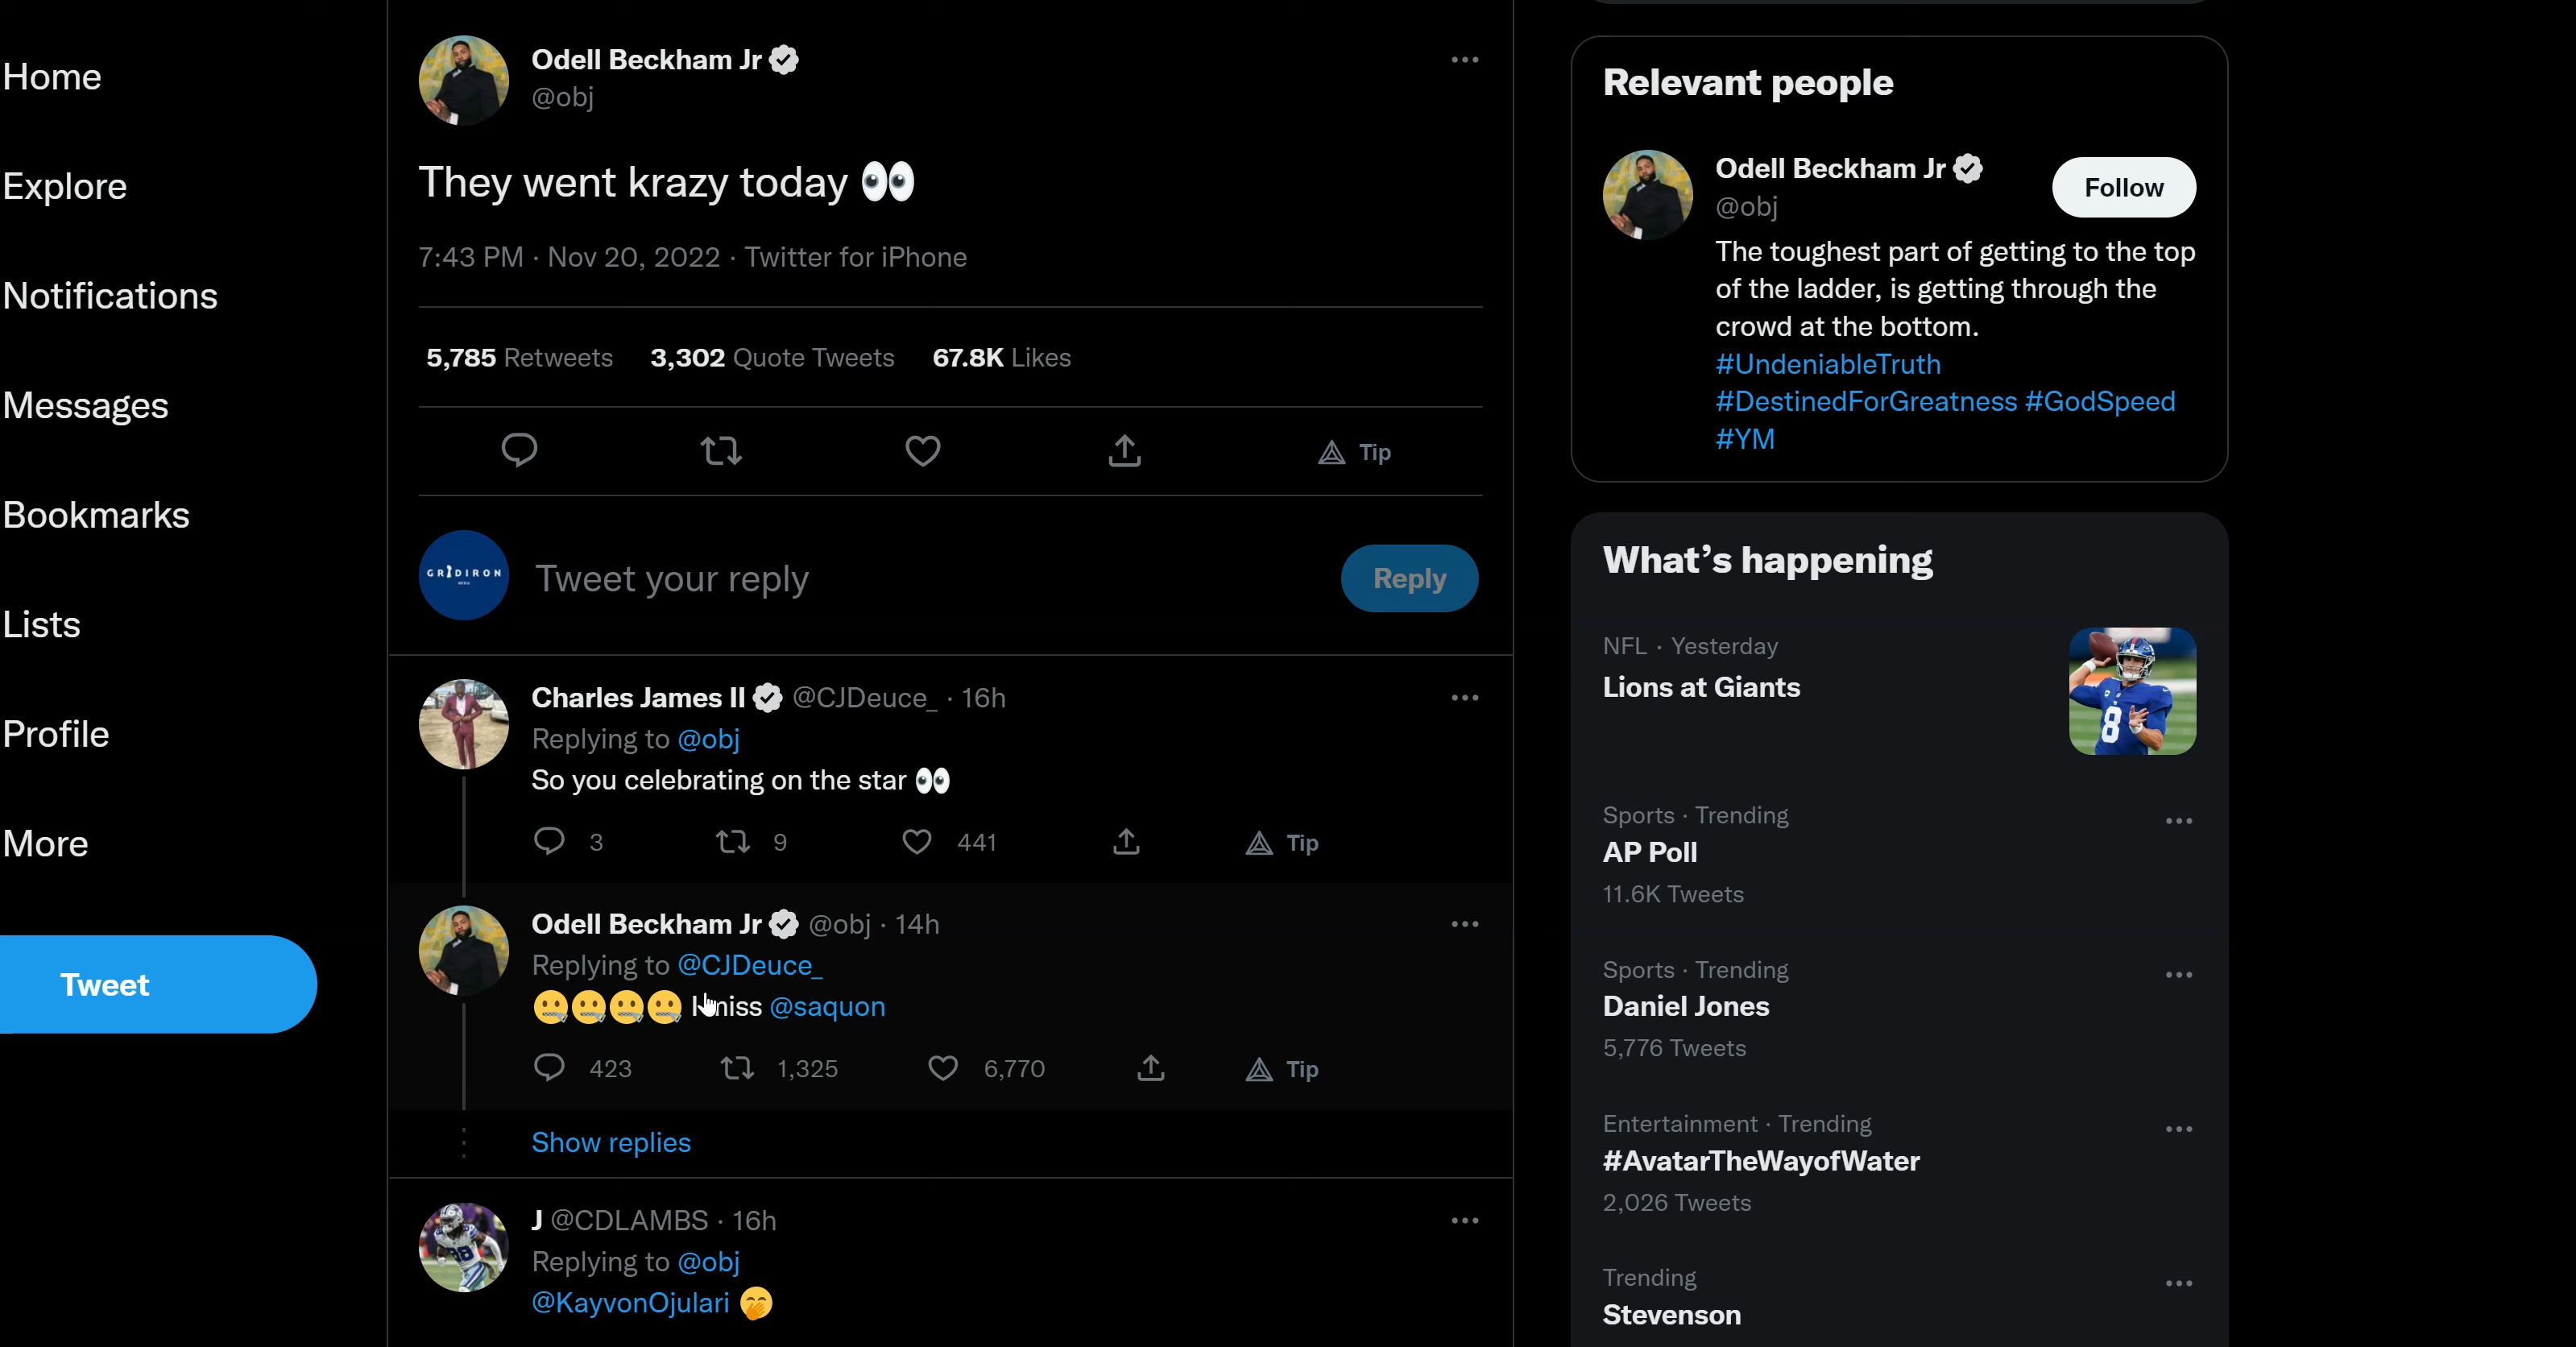 Home
Explore
Notifications
Messages
Bookmarks
Lists
Profile
More
Tweet
Odell Beckham Jr
@obj
They went krazy today 👀
7:43 PM · Nov 20, 2022 · Twitter for iPhone
5,785 Retweets 3,302 Quote Tweets 67.8K Likes
Tip
GRIDIRON
Tweet your reply
Reply
Charles James II @CJDeuce_ · 16h
Replying to @obj
So you celebrating on the star 👀
3 9 441 Tip
Odell Beckham Jr @obj · 14h
Replying to @CJDeuce_
🤐🤐🤐🤐 I miss @saquon
423 1,325 6,770 Tip
Show replies
J @CDLAMBS · 16h
Replying to @obj
@KayvonOjulari 🤭
Relevant people
Odell Beckham Jr
@obj
Follow
The toughest part of getting to the top
of the ladder, is getting through the
crowd at the bottom.
#UndeniableTruth
#DestinedForGreatness #GodSpeed
#YM
What's happening
NFL · Yesterday
Lions at Giants
8
Sports · Trending
AP Poll
11.6K Tweets
Sports · Trending
Daniel Jones
5,776 Tweets
Entertainment · Trending
#AvatarTheWayofWater
2,026 Tweets
Trending
Stevenson